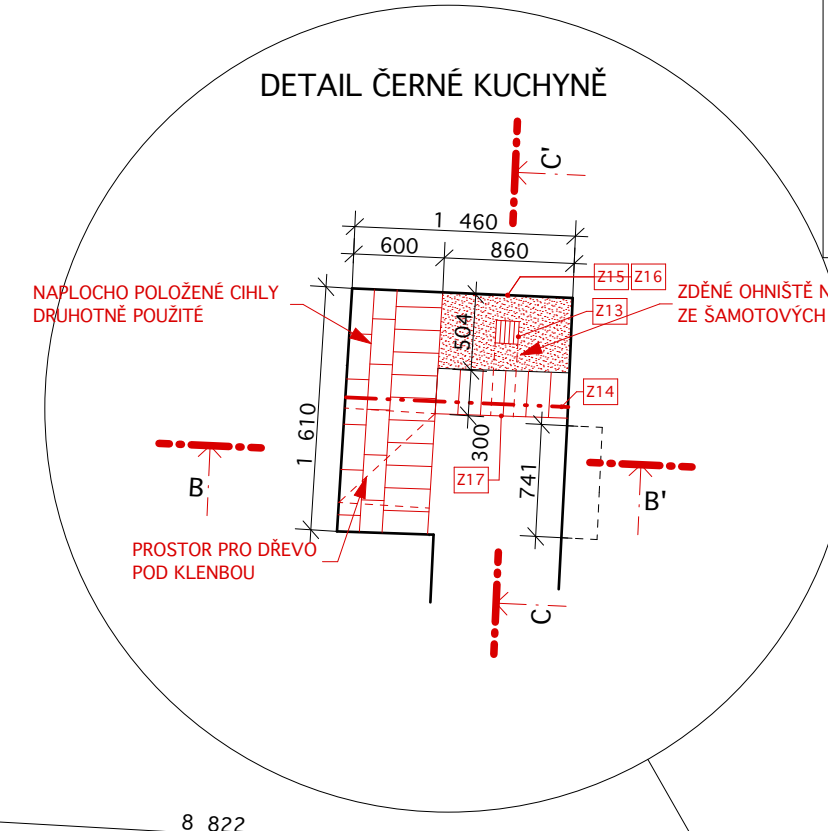 DETAIL ČERNÉ KUCHYNĚ
C'
1 460
600
860
NAPLOCHO POLOŽENÉ CIHLY
DRUHOTNĚ POUŽITÉ
Z15
Z16
Z13
ZDĚNÉ OHNIŠTĚ N
ZE ŠAMOTOVÝCH
504
Z14
1 610
300
741
Z17
B
B'
PROSTOR PRO DŘEVO
POD KLENBOU
C
8 822